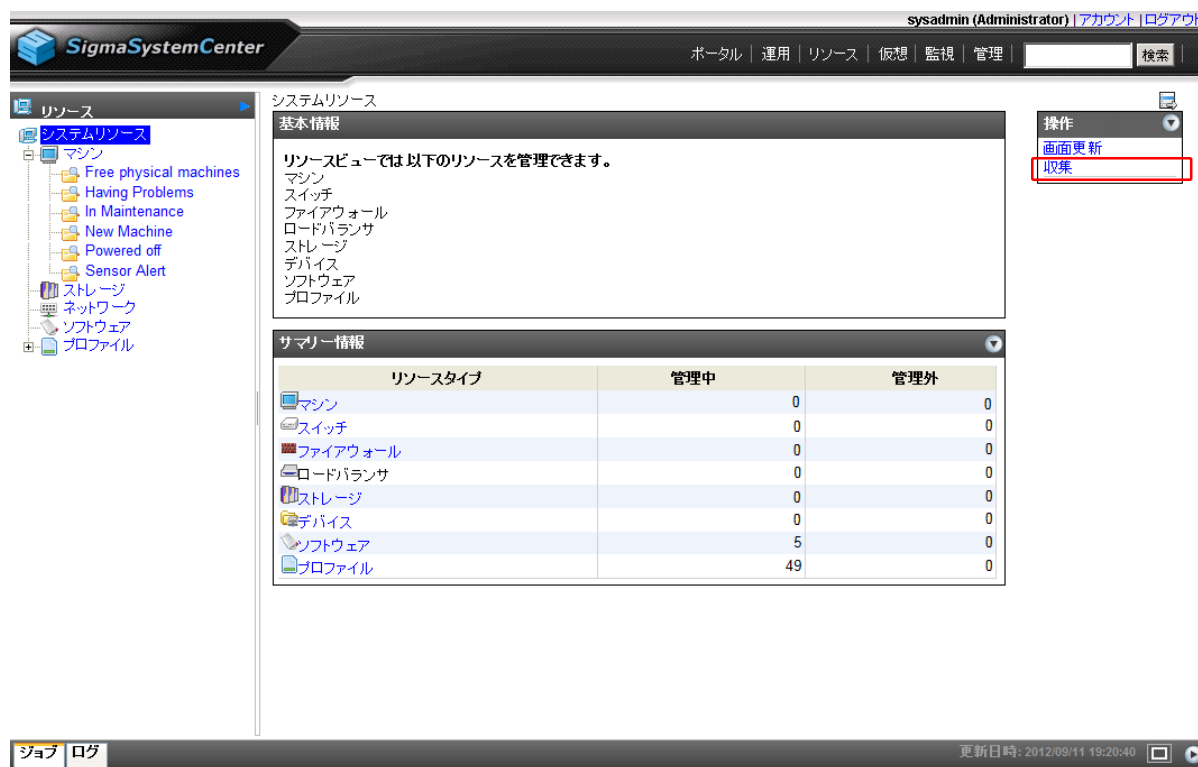 sysadmin (Administrator) | アカウント | ログアウト
SigmaSystemCenter
ポータル | 運用 | リソース | 仮想 | 監視 | 管理 | 検索
リソース
システムリソース
マシン
Free physical machines
Having Problems
In Maintenance
New Machine
Powered off
Sensor Alert
ストレージ
ネットワーク
ソフトウェア
プロファイル
システムリソース
基本情報
リソースビューでは以下のリソースを管理できます。
マシン
スイッチ
ファイアウォール
ロードバランサ
ストレージ
デバイス
ソフトウェア
プロファイル
サマリー情報
リソースタイプ 管理中 管理外
マシン 0 0
スイッチ 0 0
ファイアウォール 0 0
ロードバランサ 0 0
ストレージ 0 0
デバイス 0 0
ソフトウェア 5 0
プロファイル 49 0
操作
画面更新
収集
ジョブ ログ
更新日時: 2012/09/11 19:20:40